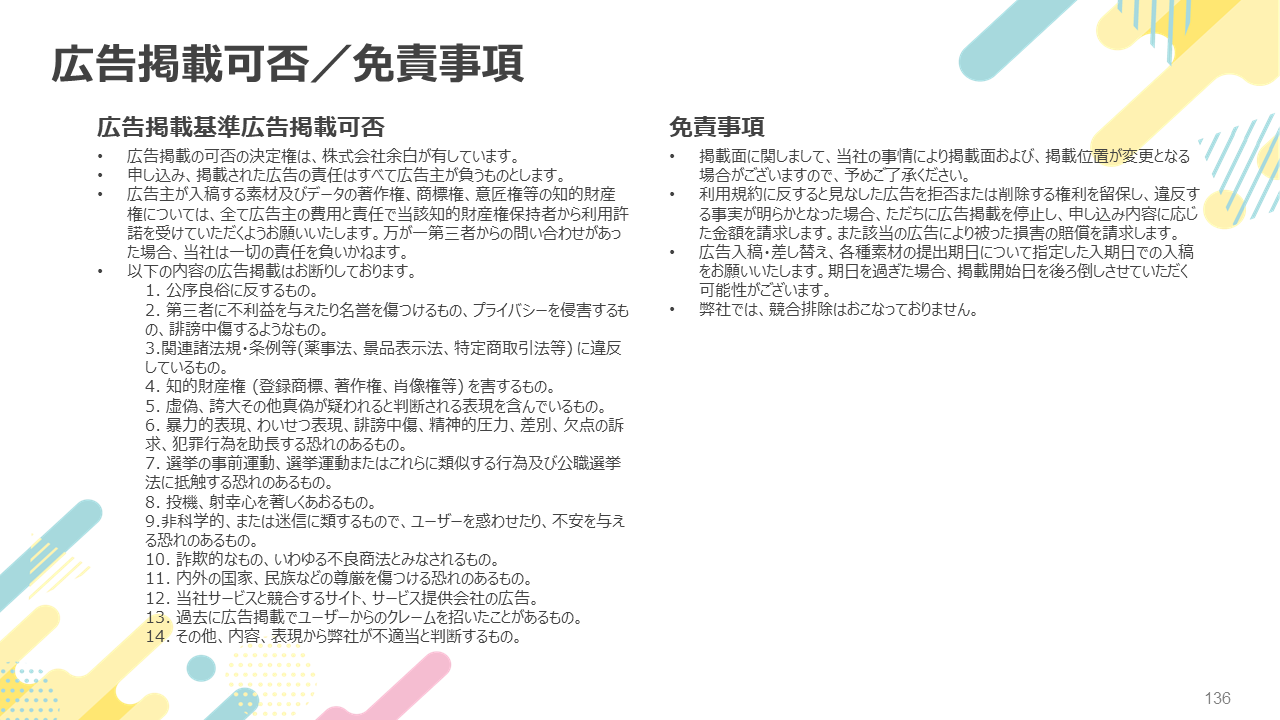 広告掲載可否／免責事項
広告掲載基準広告掲載可否
• 広告掲載の可否の決定権は、株式会社余白が有しています。
• 申し込み、掲載された広告の責任はすべて広告主が負うものとします。
• 広告主が入稿する素材及びデータの著作権、商標権、意匠権等の知的財産
権については、全て広告主の費用と責任で当該知的財産権保持者から利用許
諾を受けていただくようお願いいたします。万が一第三者からの問い合わせがあっ
た場合、当社は一切の責任を負いかねます。
• 以下の内容の広告掲載はお断りしております。
1. 公序良俗に反するもの。
2. 第三者に不利益を与えたり名誉を傷つけるもの、プライバシーを侵害するも
の、誹謗中傷するようなもの。
3.関連諸法規・条例等(薬事法、景品表示法、特定商取引法等) に違反
しているもの。
4. 知的財産権 (登録商標、著作権、肖像権等) を害するもの。
5. 虚偽、誇大その他真偽が疑われると判断される表現を含んでいるもの。
6. 暴力的表現、わいせつ表現、誹謗中傷、精神的圧力、差別、欠点の訴
求、犯罪行為を助長する恐れのあるもの。
7. 選挙の事前運動、選挙運動またはこれらに類似する行為及び公職選挙
法に抵触する恐れのあるもの。
8. 投機、射幸心を著しくあおるもの。
9.非科学的、または迷信に類するもので、ユーザーを惑わせたり、不安を与え
る恐れのあるもの。
10. 詐欺的なもの、いわゆる不良商法とみなされるもの。
11. 内外の国家、民族などの尊厳を傷つける恐れのあるもの。
12. 当社サービスと競合するサイト、サービス提供会社の広告。
13. 過去に広告掲載でユーザーからのクレームを招いたことがあるもの。
14. その他、内容、表現から弊社が不適当と判断するもの。
免責事項
• 掲載面に関しまして、当社の事情により掲載面および、掲載位置が変更となる
場合がございますので、予めご了承ください。
• 利用規約に反すると見なした広告を拒否または削除する権利を留保し、違反す
る事実が明らかとなった場合、ただちに広告掲載を停止し、申し込み内容に応じ
た金額を請求します。また該当の広告により被った損害の賠償を請求します。
• 広告入稿・差し替え、各種素材の提出期日について指定した入期日での入稿
をお願いいたします。期日を過ぎた場合、掲載開始日を後ろ倒しさせていただく
可能性がございます。
• 弊社では、競合排除はおこなっておりません。
136